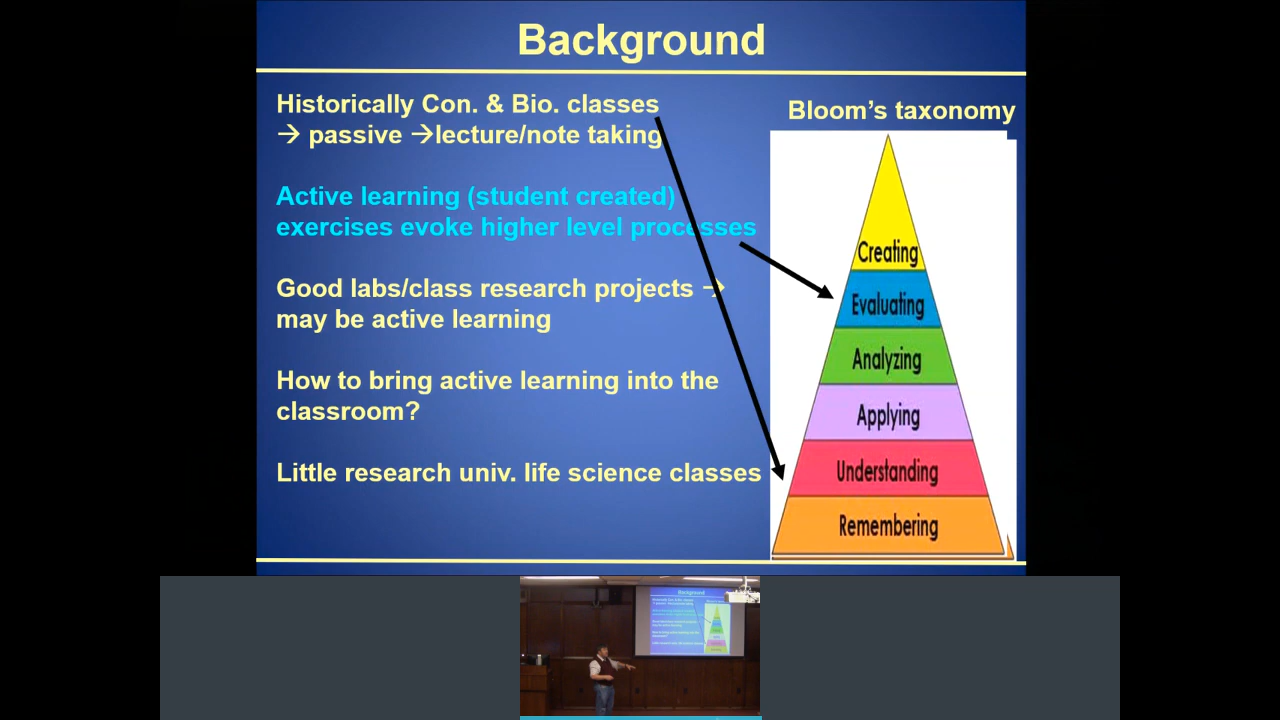 Background
Historically Con. & Bio. classes
→ passive →lecture/note taking
Active learning (student created)
exercises evoke higher level processes
Good labs/class research projects →
may be active learning
How to bring active learning into the
classroom?
Little research univ. life science classes
Bloom's taxonomy
Creating
Evaluating
Analyzing
Applying
Understanding
Remembering
Background